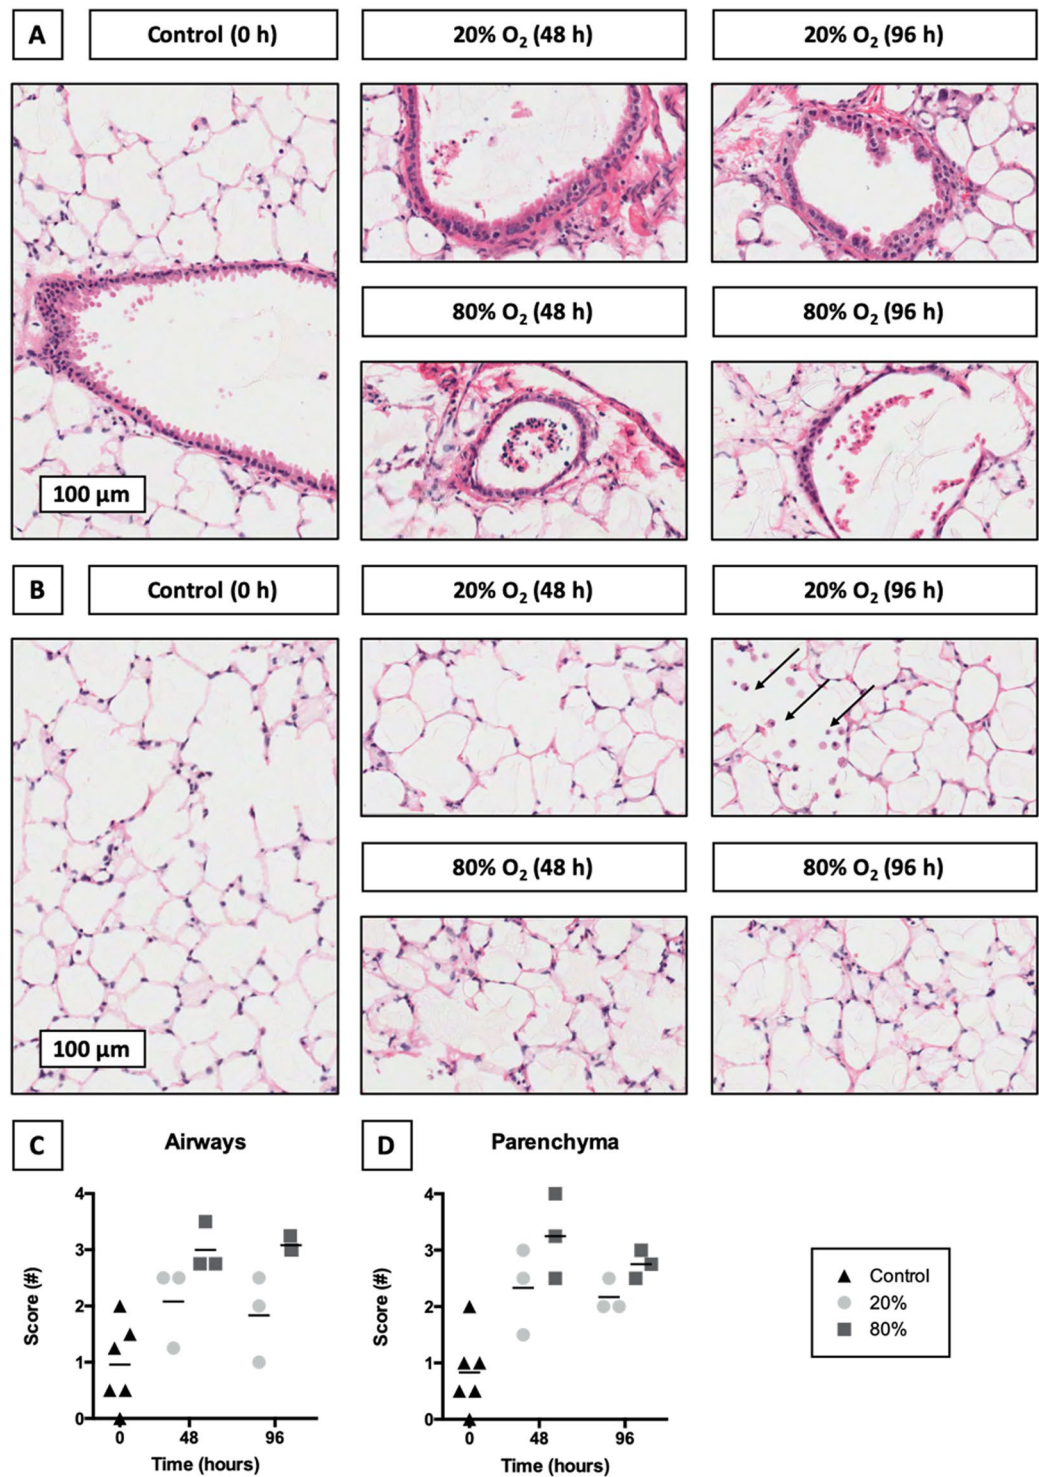 A Control (0 h) 20% O₂ (48 h) 20% O₂ (96 h)
80% O₂ (48 h) 80% O₂ (96 h)
100 μm
B Control (0 h) 20% O₂ (48 h) 20% O₂ (96 h)
80% O₂ (48 h) 80% O₂ (96 h)
100 μm
C Airways
Score (#)
4
3
2
1
0
0 48 96
Time (hours)
D Parenchyma
Score (#)
4
3
2
1
0
0 48 96
Time (hours)
Control
20%
80%